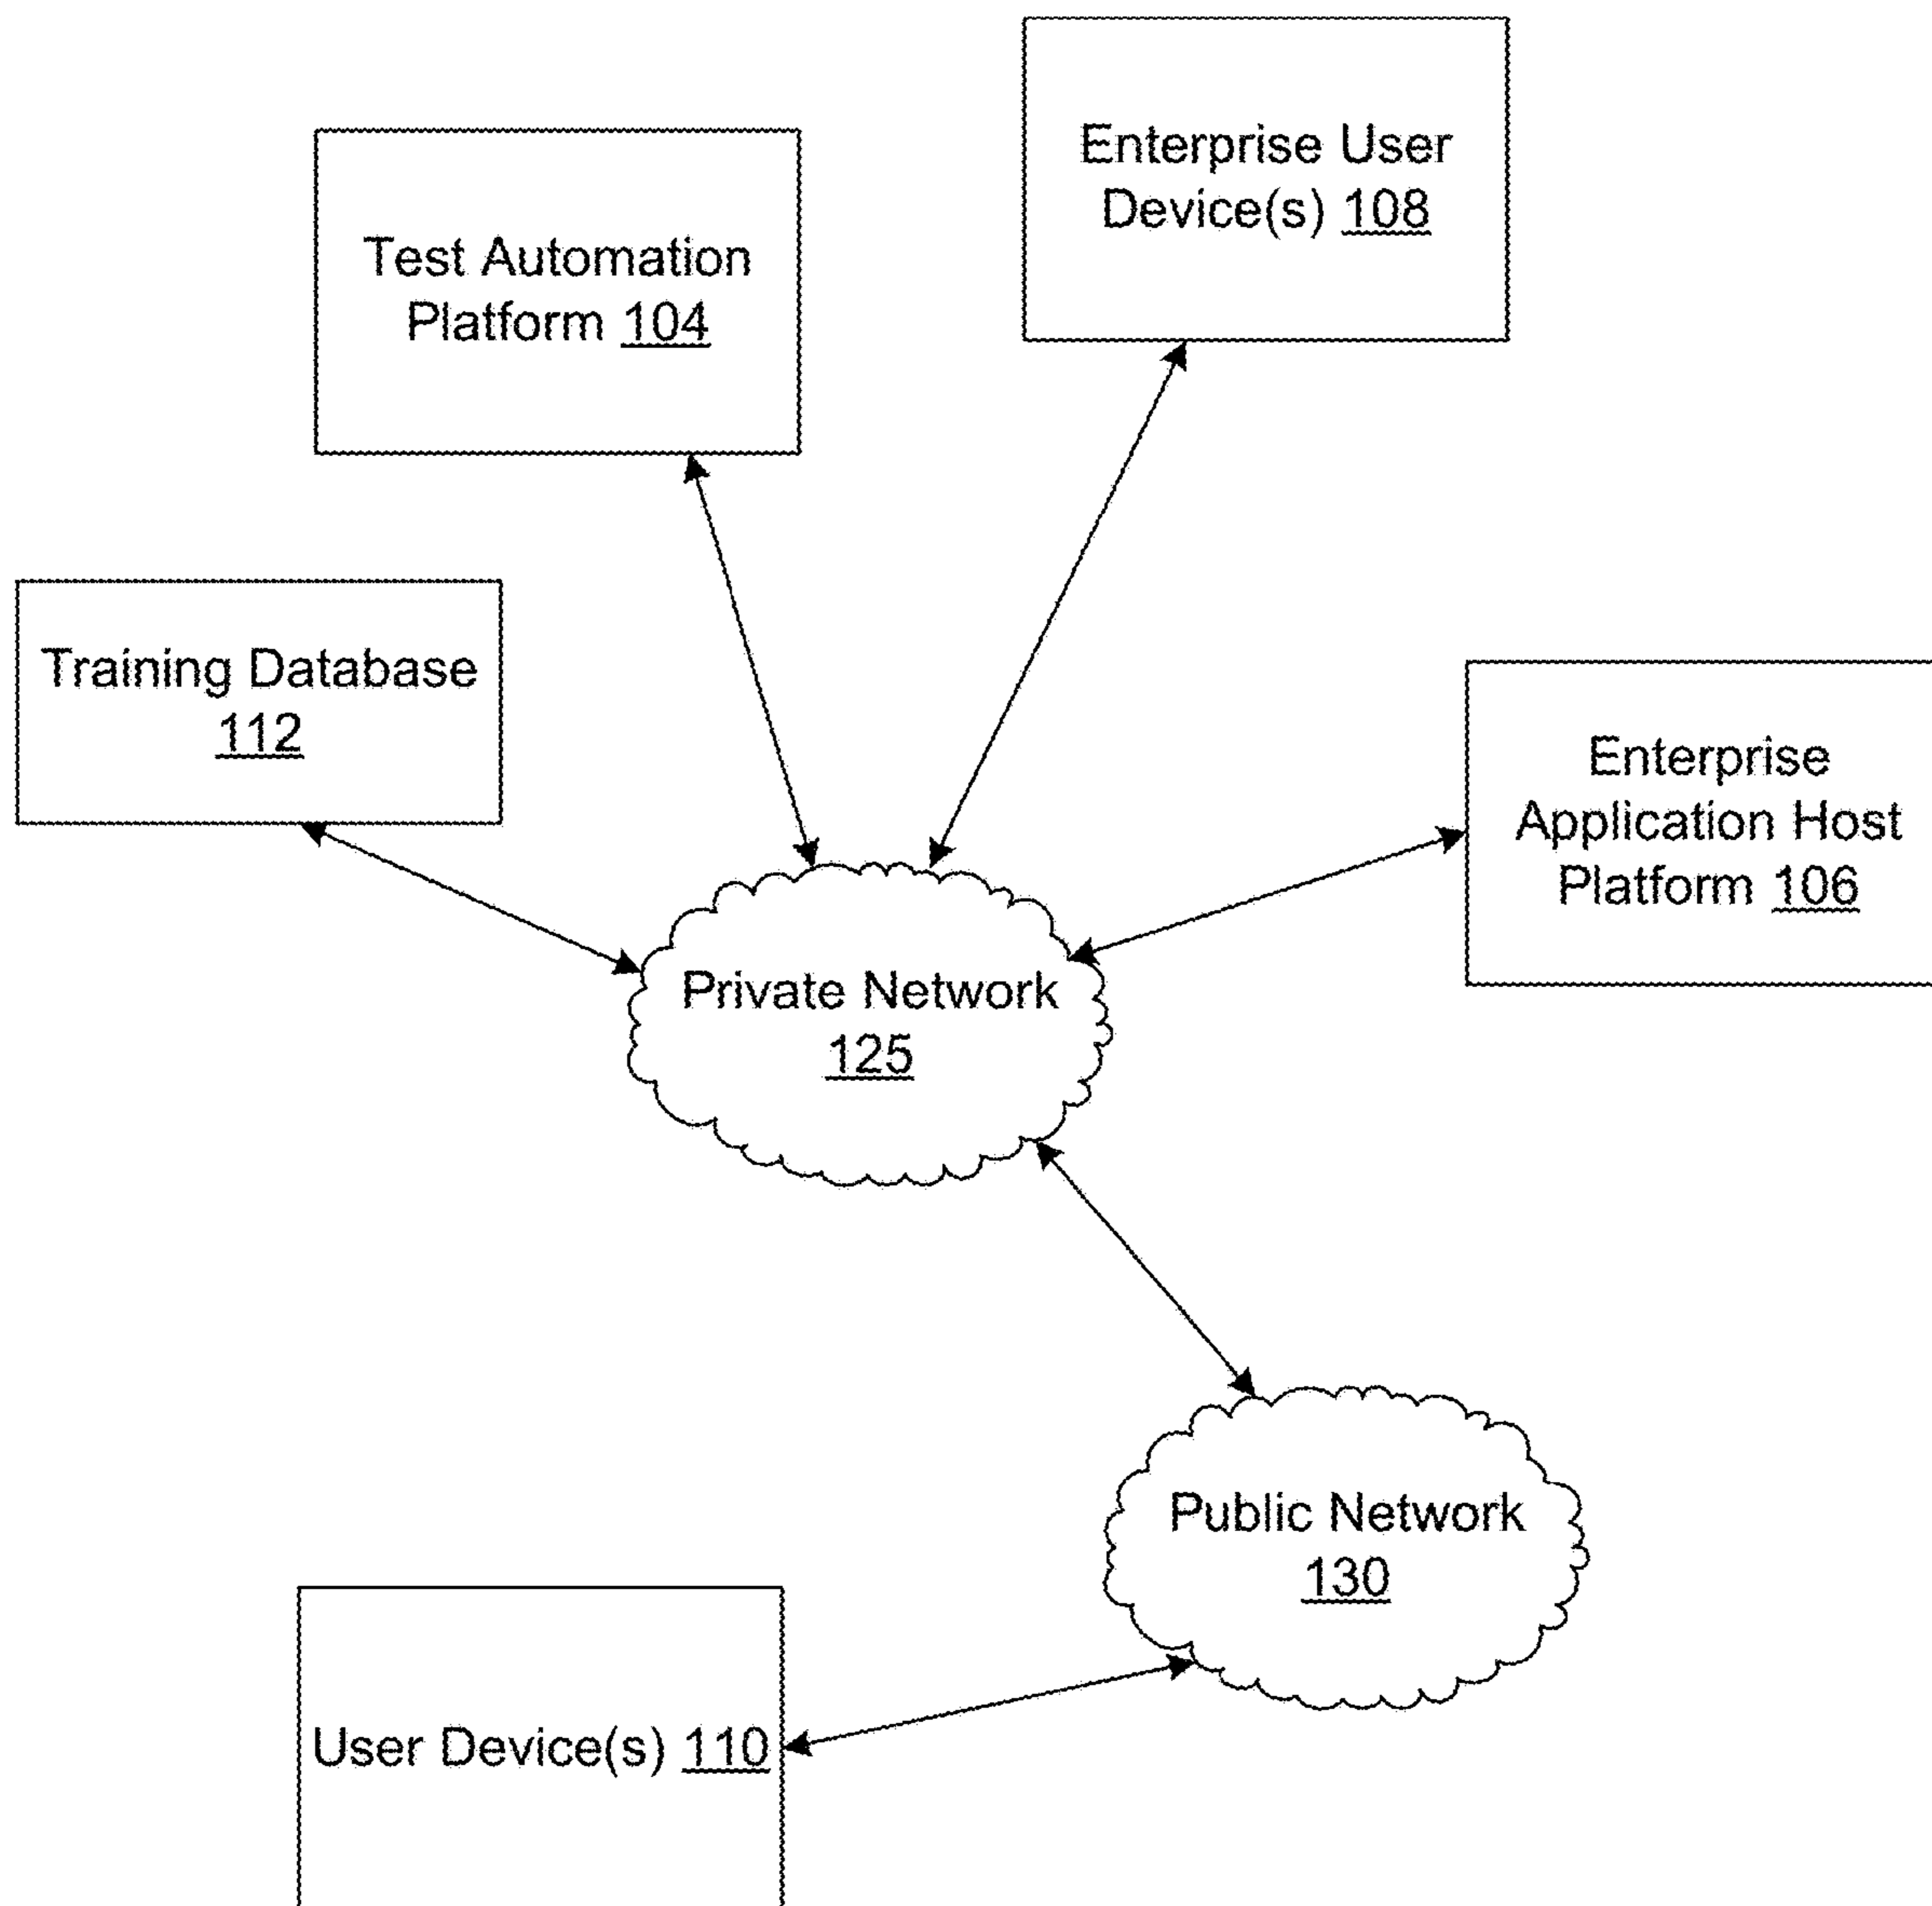 Enterprise User
Device(s) 108
Test Automation
Platform 104
Training Database
112
Enterprise
Application Host
Platform 106
Private Network
125
Public Network
130
User Device(s) 110